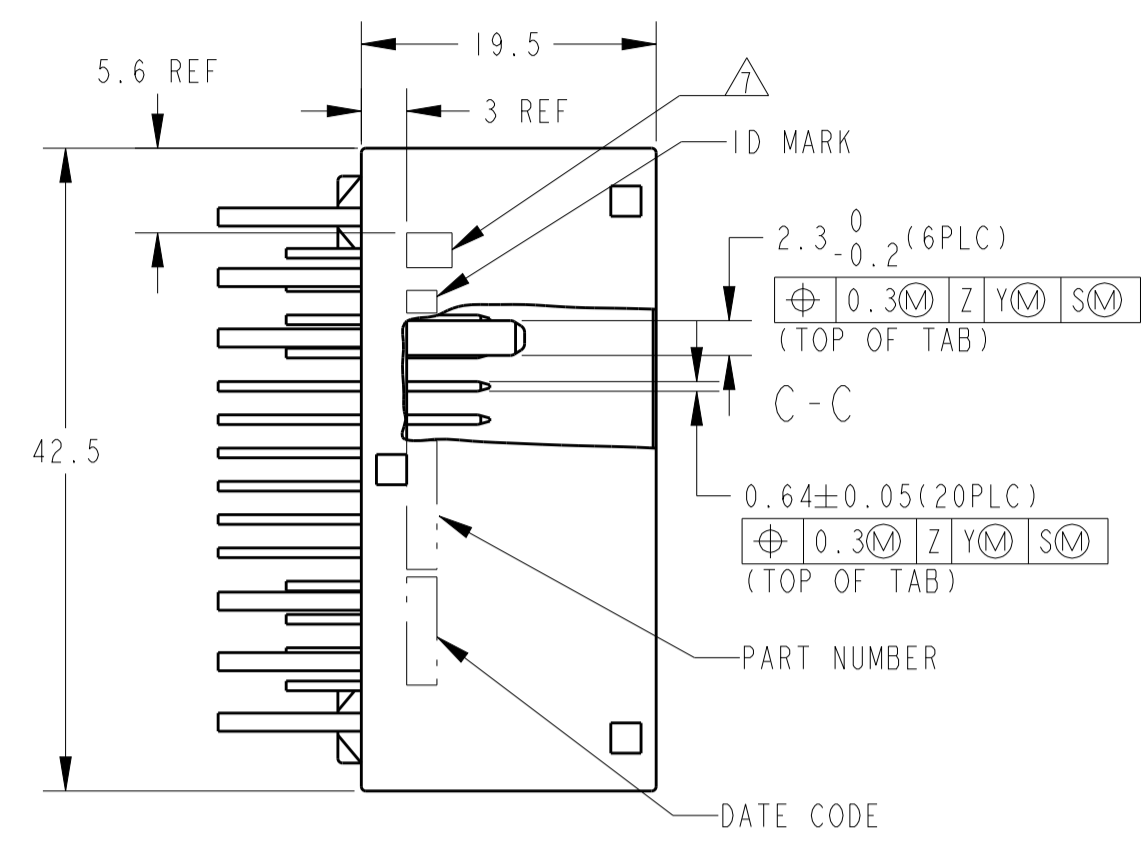 19.5
5.6 REF
3 REF
7
ID MARK
2.3 0 -0.2 (6PLC)
⌖ 0.3Ⓜ Z YⓂ SⓂ
(TOP OF TAB)
C-C
42.5
0.64±0.05(20PLC)
⌖ 0.3Ⓜ Z YⓂ SⓂ
(TOP OF TAB)
PART NUMBER
DATE CODE